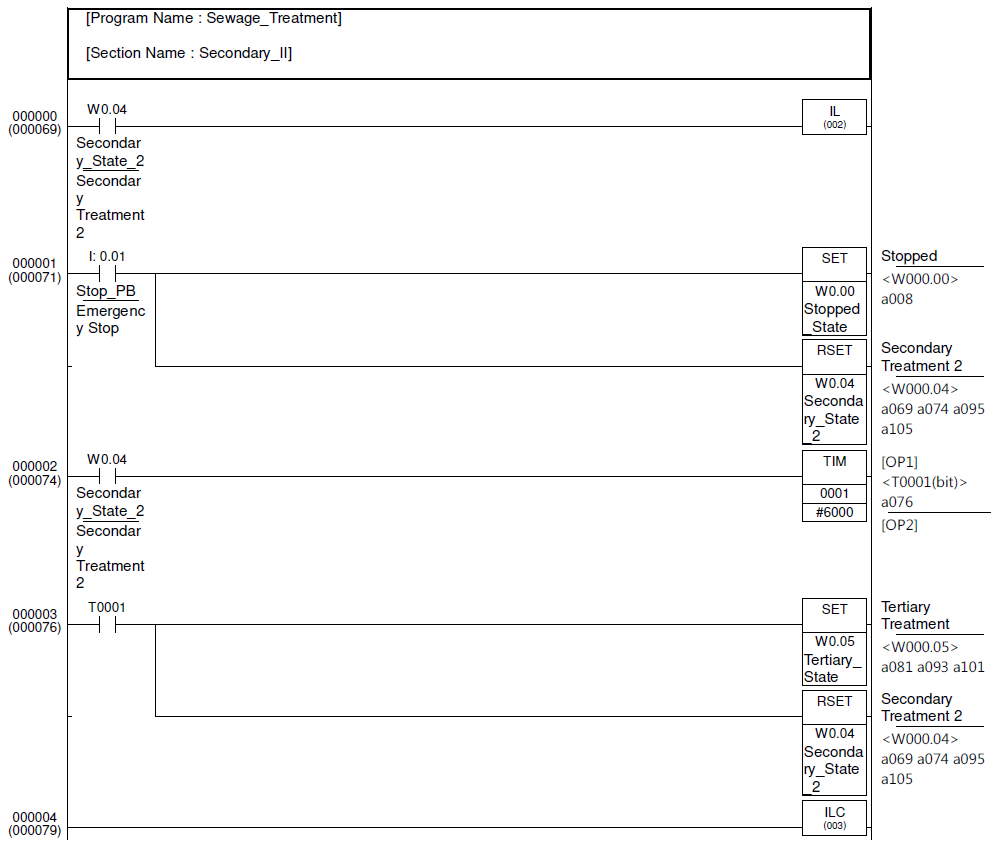 [Program Name : Sewage_Treatment]
[Section Name : Secondary_II]
000000
(000069)
W0.04
Secondar
y_State_2
Secondar
y
Treatment
2
IL
(002)
000001
(000071)
I: 0.01
Stop_PB
Emergenc
y Stop
SET
W0.00
Stopped
_State
Stopped
<W000.00>
a008
RSET
W0.04
Seconda
ry_State
_2
Secondary
Treatment 2
<W000.04>
a069 a074 a095
a105
000002
(000074)
W0.04
Secondar
y_State_2
Secondar
y
Treatment
2
TIM
0001
#6000
[OP1]
<T0001(bit)>
a076
[OP2]
000003
(000076)
T0001
SET
W0.05
Tertiary_
State
Tertiary
Treatment
<W000.05>
a081 a093 a101
RSET
W0.04
Seconda
ry_State
_2
Secondary
Treatment 2
<W000.04>
a069 a074 a095
a105
000004
(000079)
ILC
(003)